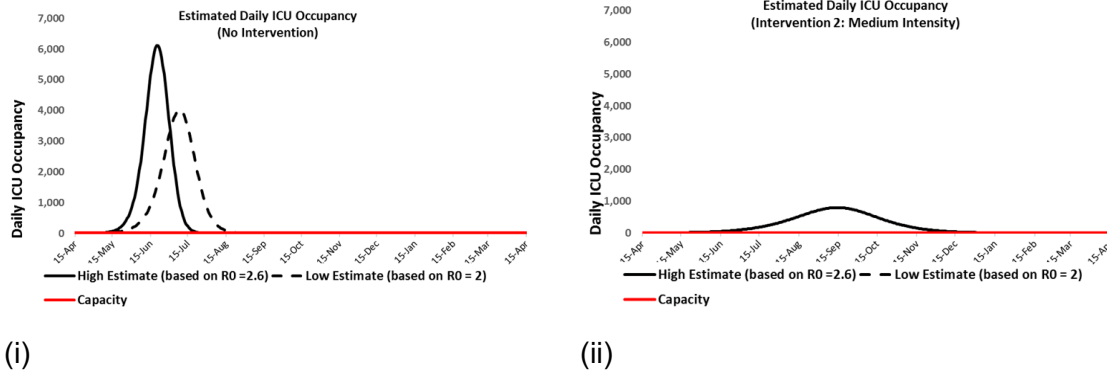 Estimated Daily ICU Occupancy
(No Intervention)
7,000
6,000
5,000
4,000
3,000
2,000
1,000
0
Daily ICU Occupancy
15-Apr
15-May
15-Jun
15-Jul
15-Aug
15-Sep
15-Oct
15-Nov
15-Dec
15-Jan
15-Feb
15-Mar
15-Apr
High Estimate (based on R0 =2.6)
Low Estimate (based on R0 = 2)
Capacity
(i)
Estimated Daily ICU Occupancy
(Intervention 2: Medium Intensity)
7,000
6,000
5,000
4,000
3,000
2,000
1,000
0
Daily ICU Occupancy
15-Apr
15-May
15-Jun
15-Jul
15-Aug
15-Sep
15-Oct
15-Nov
15-Dec
15-Jan
15-Feb
15-Mar
High Estimate (based on R0 =2.6)
Low Estimate (based on R0 = 2)
Capacity
(ii)